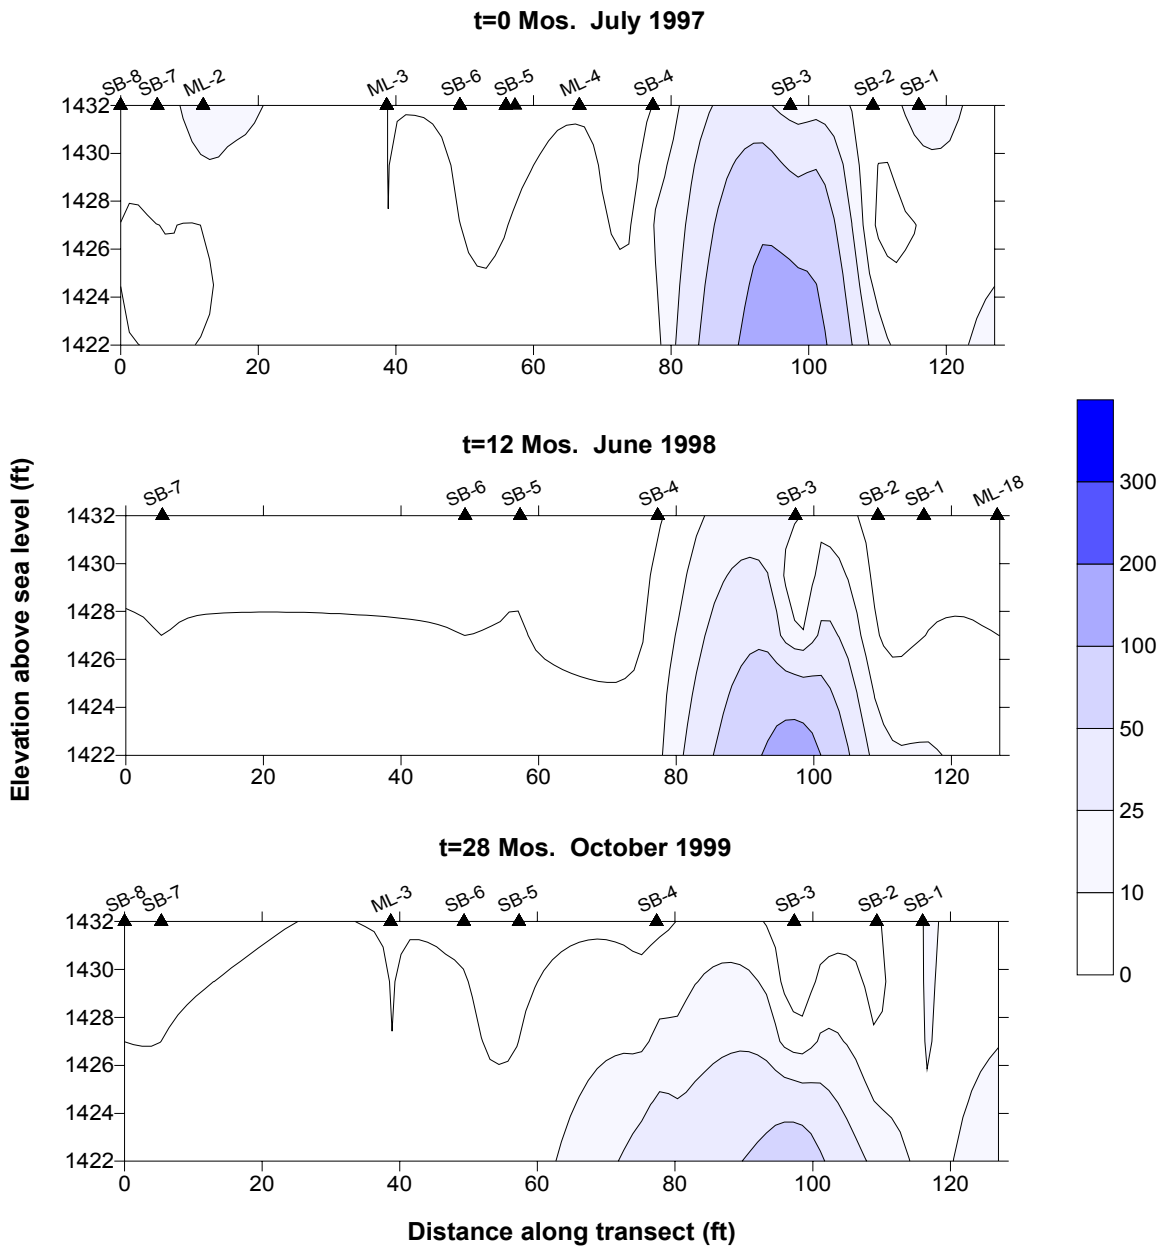 t=0 Mos.  July 1997
SB-8 SB-7 ML-2 ML-3 SB-6 SB-5 ML-4 SB-4 SB-3 SB-2 SB-1
1432
1430
1428
1426
1424
1422
0 20 40 60 80 100 120
t=12 Mos.  June 1998
SB-7 SB-6 SB-5 SB-4 SB-3 SB-2 SB-1 ML-18
1432
1430
1428
1426
1424
1422
0 20 40 60 80 100 120
t=28 Mos.  October 1999
SB-8 SB-7 ML-3 SB-6 SB-5 SB-4 SB-3 SB-2 SB-1
1432
1430
1428
1426
1424
1422
0 20 40 60 80 100 120
Distance along transect (ft)
Elevation above sea level (ft)
300
200
100
50
25
10
0